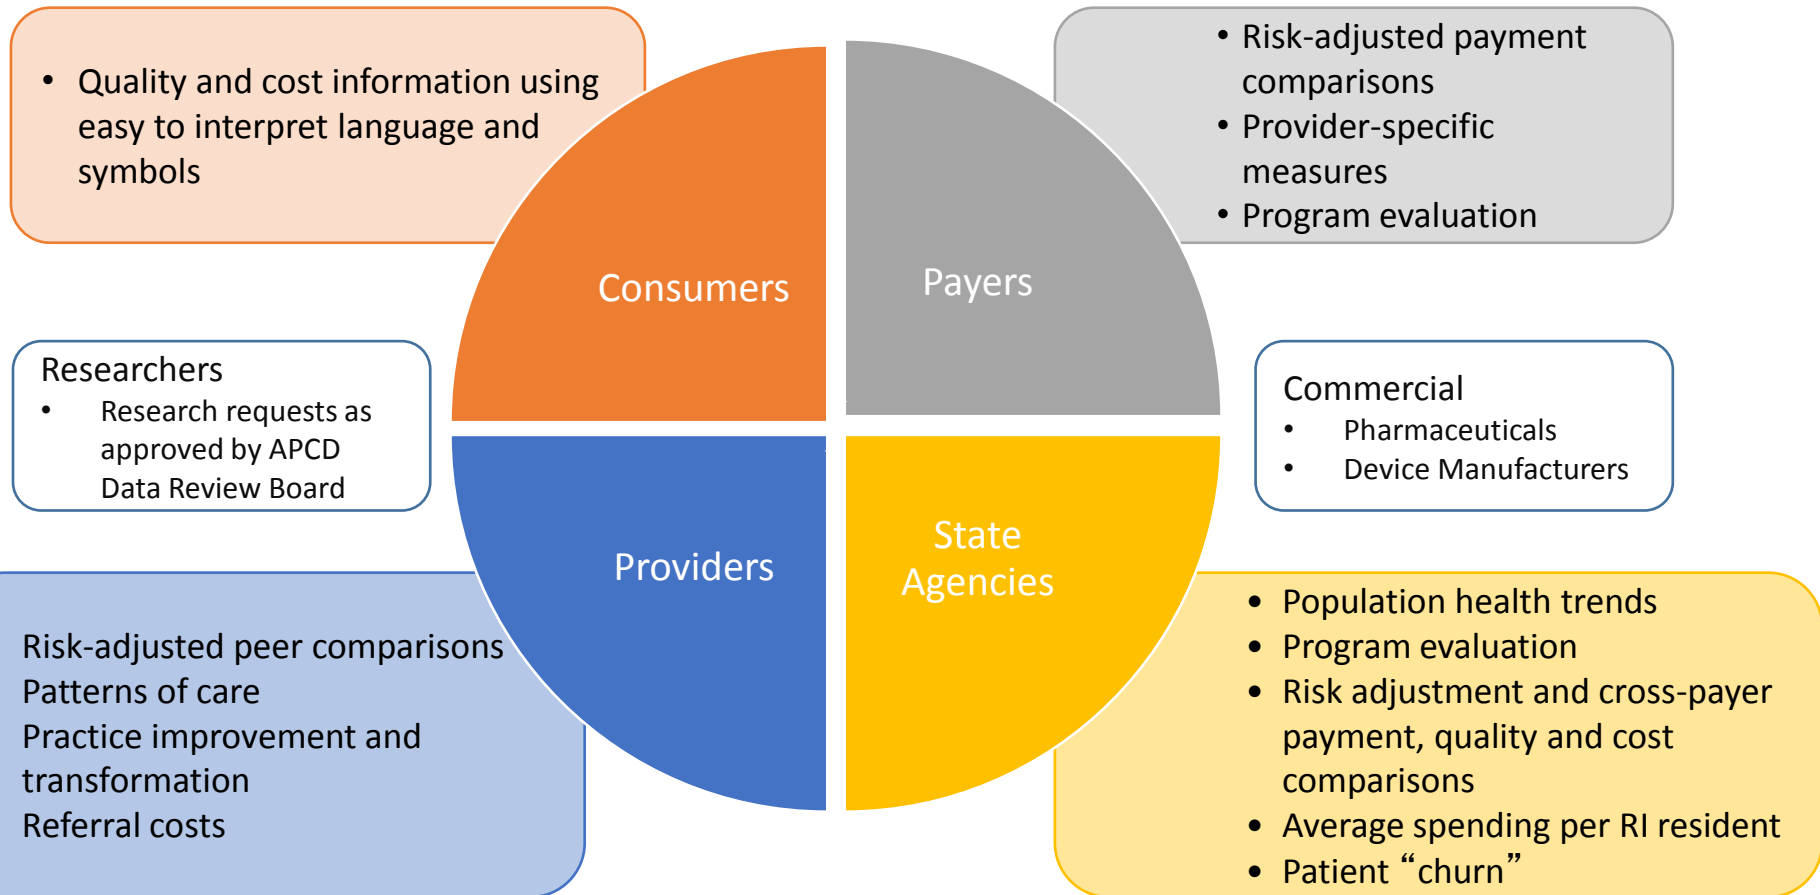 • Quality and cost information using
easy to interpret language and
symbols
• Risk-adjusted payment
comparisons
• Provider-specific
measures
• Program evaluation
Consumers
Payers
Researchers
• Research requests as
approved by APCD
Data Review Board
Commercial
• Pharmaceuticals
• Device Manufacturers
Providers
State
Agencies
Risk-adjusted peer comparisons
Patterns of care
Practice improvement and
transformation
Referral costs
• Population health trends
• Program evaluation
• Risk adjustment and cross-payer
payment, quality and cost
comparisons
• Average spending per RI resident
• Patient “churn”